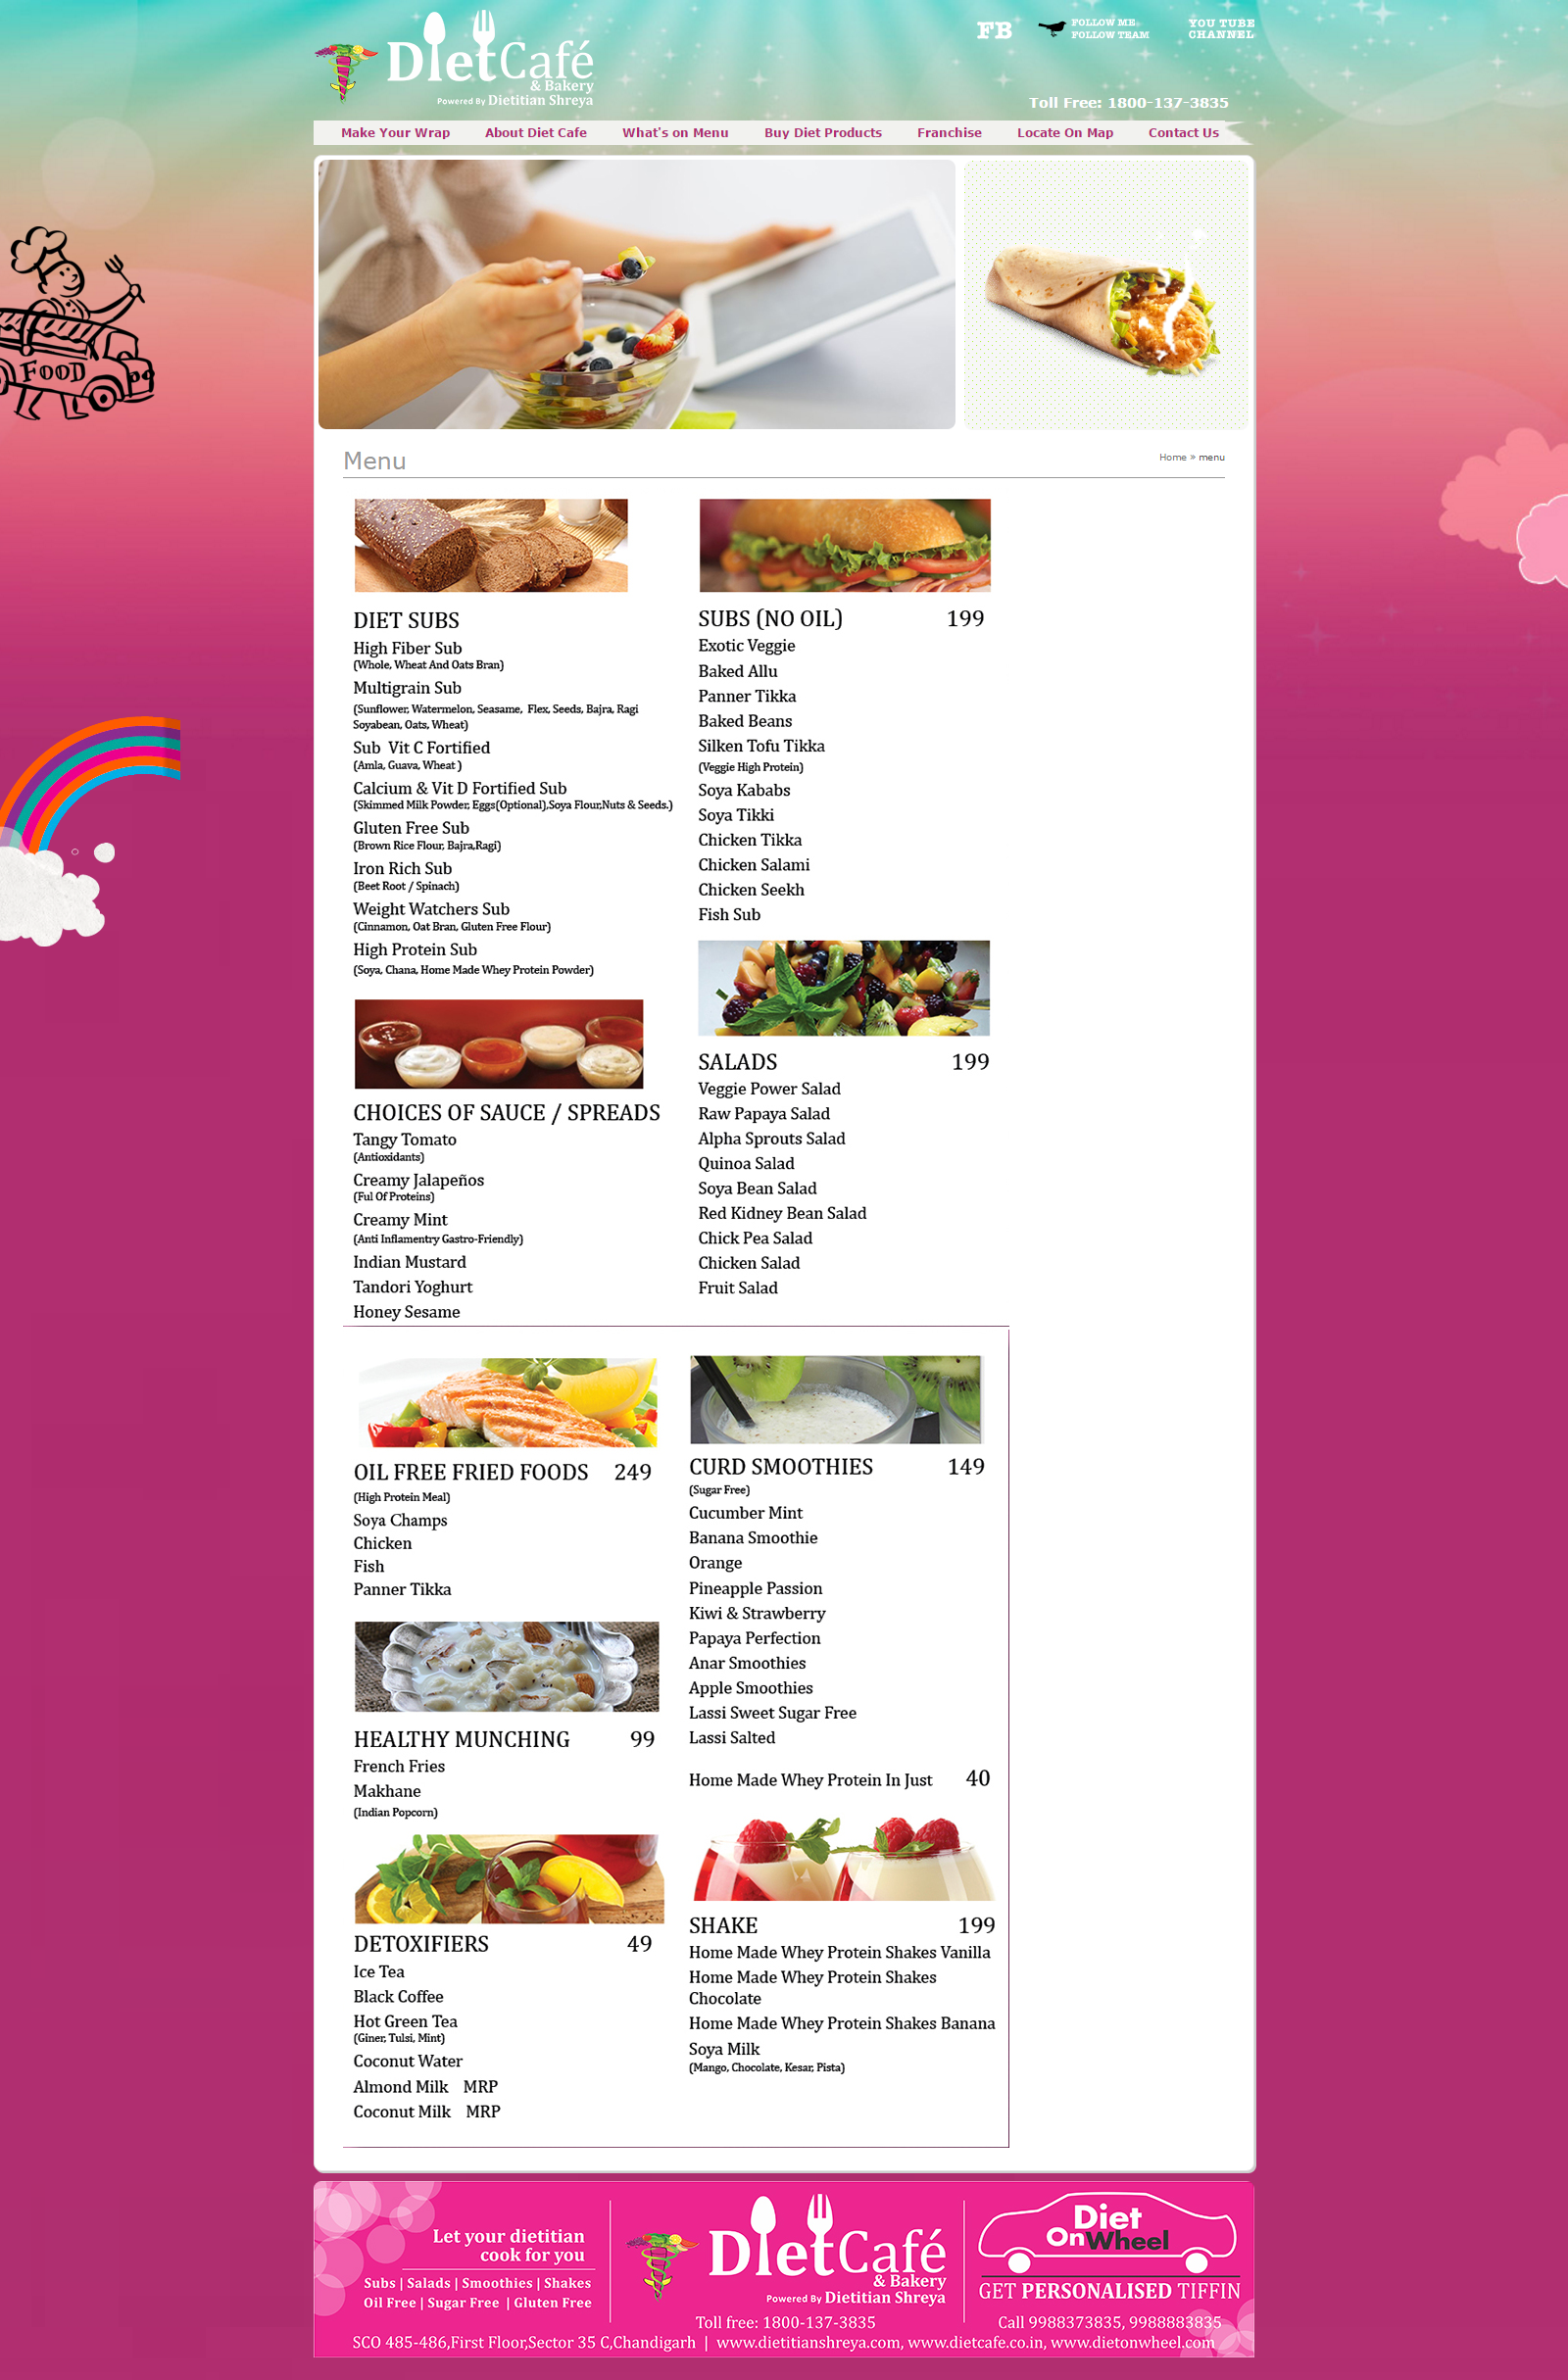 DietCafé
& Bakery
Powered By Dietitian Shreya
FB
FOLLOW ME
FOLLOW TEAM
YOU TUBE
CHANNEL
Toll Free: 1800-137-3835
Make Your Wrap About Diet Cafe What's on Menu Buy Diet Products Franchise Locate On Map Contact Us
FOOD
Menu
Home » menu
DIET SUBS
High Fiber Sub
(Whole, Wheat And Oats Bran)
Multigrain Sub
(Sunflower, Watermelon, Seasame, Flex, Seeds, Bajra, Ragi
Soyabean, Oats, Wheat)
Sub Vit C Fortified
(Amla, Guava, Wheat )
Calcium & Vit D Fortified Sub
(Skimmed Milk Powder, Eggs(Optional),Soya Flour,Nuts & Seeds.)
Gluten Free Sub
(Brown Rice Flour, Bajra,Ragi)
Iron Rich Sub
(Beet Root / Spinach)
Weight Watchers Sub
(Cinnamon, Oat Bran, Gluten Free Flour)
High Protein Sub
(Soya, Chana, Home Made Whey Protein Powder)
CHOICES OF SAUCE / SPREADS
Tangy Tomato
(Antioxidants)
Creamy Jalapeños
(Ful Of Proteins)
Creamy Mint
(Anti Inflamentry Gastro-Friendly)
Indian Mustard
Tandori Yoghurt
Honey Sesame
SUBS (NO OIL) 199
Exotic Veggie
Baked Allu
Panner Tikka
Baked Beans
Silken Tofu Tikka
(Veggie High Protein)
Soya Kababs
Soya Tikki
Chicken Tikka
Chicken Salami
Chicken Seekh
Fish Sub
SALADS 199
Veggie Power Salad
Raw Papaya Salad
Alpha Sprouts Salad
Quinoa Salad
Soya Bean Salad
Red Kidney Bean Salad
Chick Pea Salad
Chicken Salad
Fruit Salad
OIL FREE FRIED FOODS 249
(High Protein Meal)
Soya Champs
Chicken
Fish
Panner Tikka
HEALTHY MUNCHING 99
French Fries
Makhane
(Indian Popcorn)
DETOXIFIERS 49
Ice Tea
Black Coffee
Hot Green Tea
(Giner, Tulsi, Mint)
Coconut Water
Almond Milk MRP
Coconut Milk MRP
CURD SMOOTHIES 149
(Sugar Free)
Cucumber Mint
Banana Smoothie
Orange
Pineapple Passion
Kiwi & Strawberry
Papaya Perfection
Anar Smoothies
Apple Smoothies
Lassi Sweet Sugar Free
Lassi Salted
Home Made Whey Protein In Just 40
SHAKE 199
Home Made Whey Protein Shakes Vanilla
Home Made Whey Protein Shakes
Chocolate
Home Made Whey Protein Shakes Banana
Soya Milk
(Mango, Chocolate, Kesar, Pista)
Let your dietitian
cook for you
Subs | Salads | Smoothies | Shakes
Oil Free | Sugar Free | Gluten Free
DietCafé
& Bakery
Powered By Dietitian Shreya
Toll free: 1800-137-3835
Diet
OnWheel
GET PERSONALISED TIFFIN
Call 9988373835, 9988883835
SCO 485-486,First Floor,Sector 35 C,Chandigarh | www.dietitianshreya.com, www.dietcafe.co.in, www.dietonwheel.com